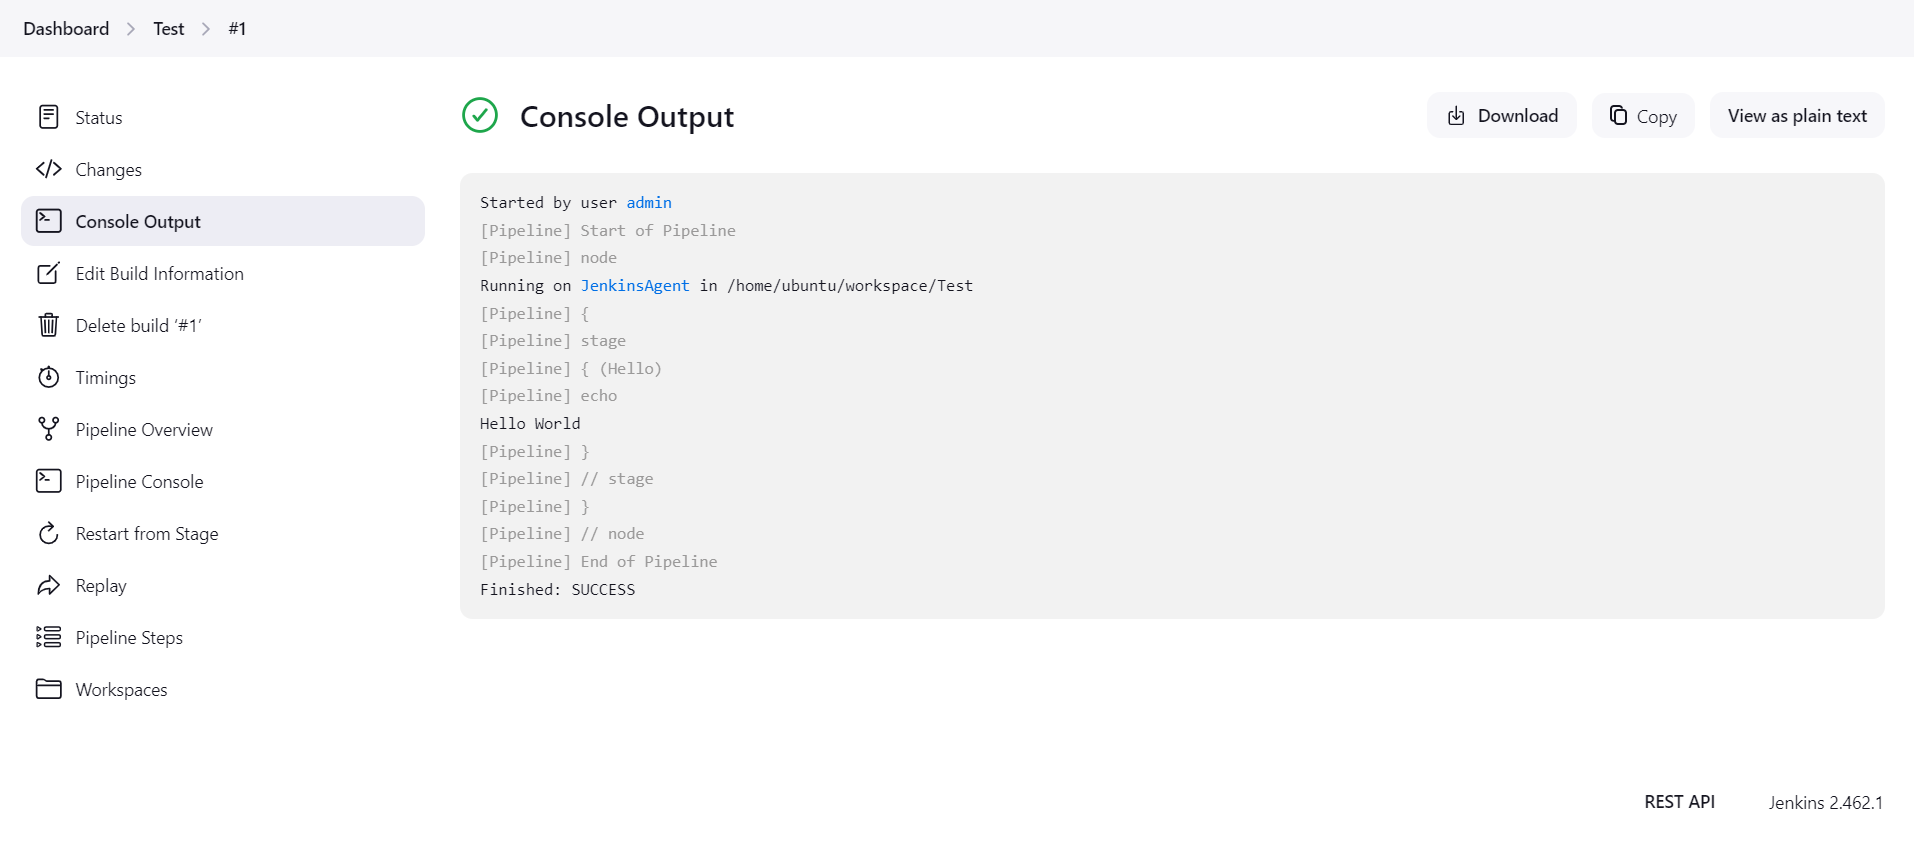 Dashboard > Test > #1
Status
Changes
Console Output
Edit Build Information
Delete build ‘#1’
Timings
Pipeline Overview
Pipeline Console
Restart from Stage
Replay
Pipeline Steps
Workspaces
Console Output
Download
Copy
View as plain text
Started by user admin
[Pipeline] Start of Pipeline
[Pipeline] node
Running on JenkinsAgent in /home/ubuntu/workspace/Test
[Pipeline] {
[Pipeline] stage
[Pipeline] { (Hello)
[Pipeline] echo
Hello World
[Pipeline] }
[Pipeline] // stage
[Pipeline] }
[Pipeline] // node
[Pipeline] End of Pipeline
Finished: SUCCESS
REST API
Jenkins 2.462.1